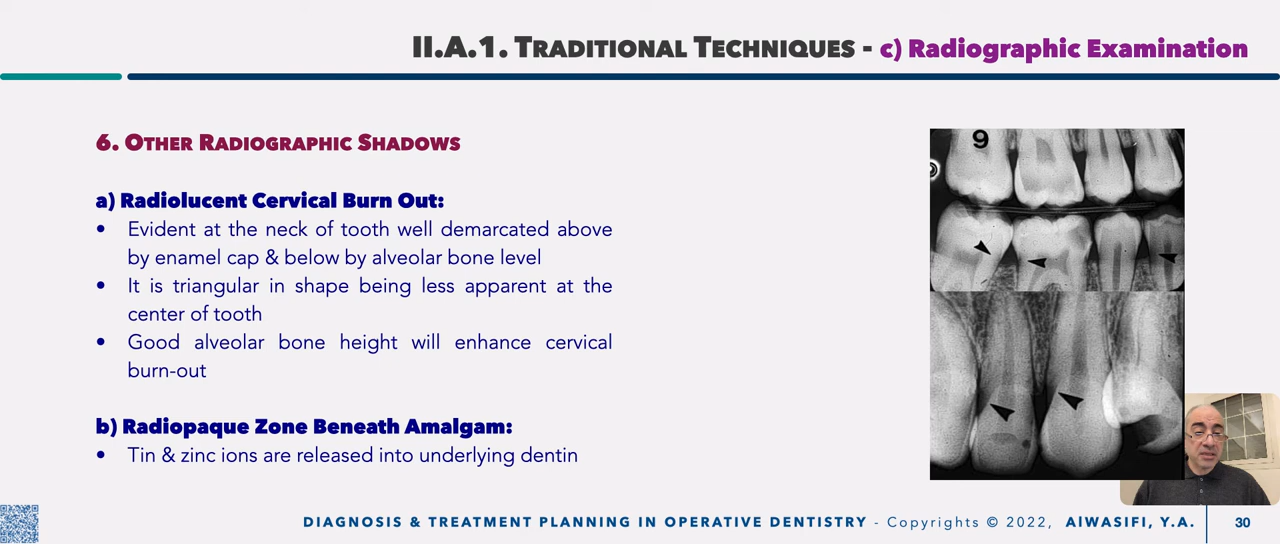 II.A.1. TRADITIONAL TECHNIQUES - c) Radiographic Examination
6. OTHER RADIOGRAPHIC SHADOWS
a) Radiolucent Cervical Burn Out:
• Evident at the neck of tooth well demarcated above
by enamel cap & below by alveolar bone level
• It is triangular in shape being less apparent at the
center of tooth
• Good alveolar bone height will enhance cervical
burn-out
b) Radiopaque Zone Beneath Amalgam:
• Tin & zinc ions are released into underlying dentin
9
DIAGNOSIS & TREATMENT PLANNING IN OPERATIVE DENTISTRY - Copyrights © 2022, AlWASIFI, Y.A.
30